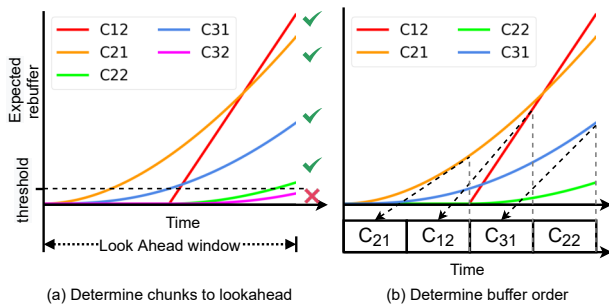 C12
C31
C21
C32
C22
Expected
rebuffer
threshold
Time
Look Ahead window
(a) Determine chunks to lookahead
C12
C22
C21
C31
C21
C12
C31
C22
Time
(b) Determine buffer order